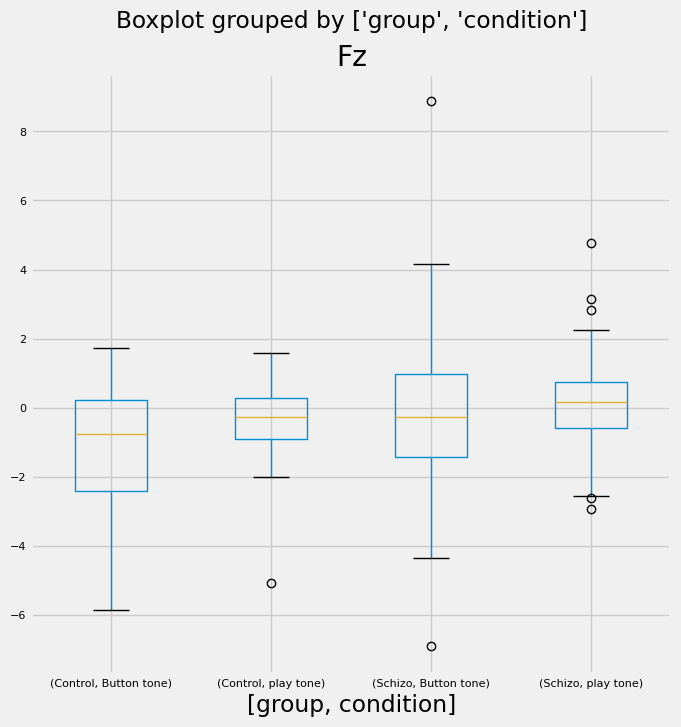 Boxplot grouped by ['group', 'condition']
Fz
8
6
4
2
0
−2
−4
−6
(Control, Button tone) (Control, play tone) (Schizo, Button tone) (Schizo, play tone)
[group, condition]